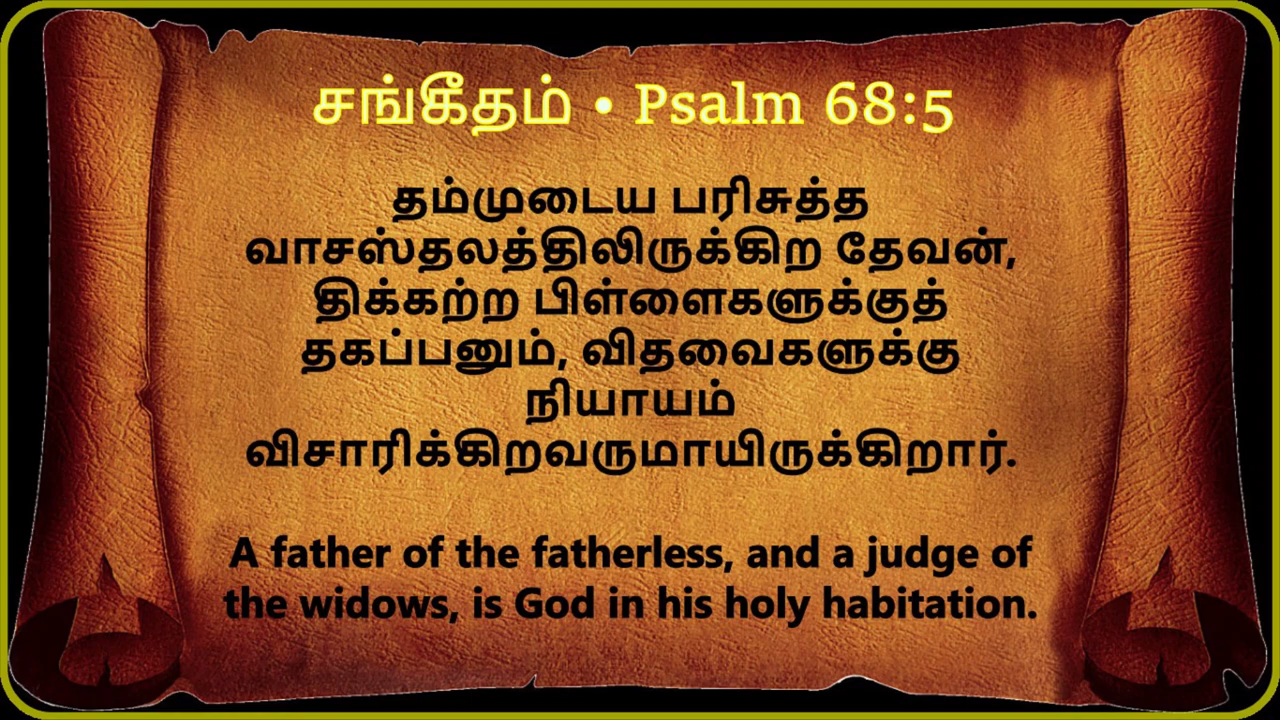 சங்கீதம் • Psalm 68:5
தம்முடைய பரிசுத்த
வாசஸ்தலத்திலிருக்கிற தேவன்,
திக்கற்ற பிள்ளைகளுக்குத்
தகப்பனும், விதவைகளுக்கு
நியாயம்
விசாரிக்கிறவருமாயிருக்கிறார்.
A father of the fatherless, and a judge of
the widows, is God in his holy habitation.